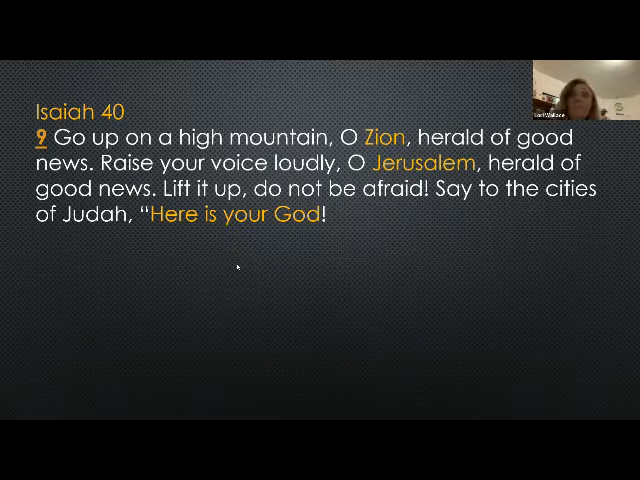 Isaiah 40
9 Go up on a high mountain, O Zion, herald of good
news. Raise your voice loudly, O Jerusalem, herald of
good news. Lift it up, do not be afraid! Say to the cities
of Judah, “Here is your God!
Lori Wallace